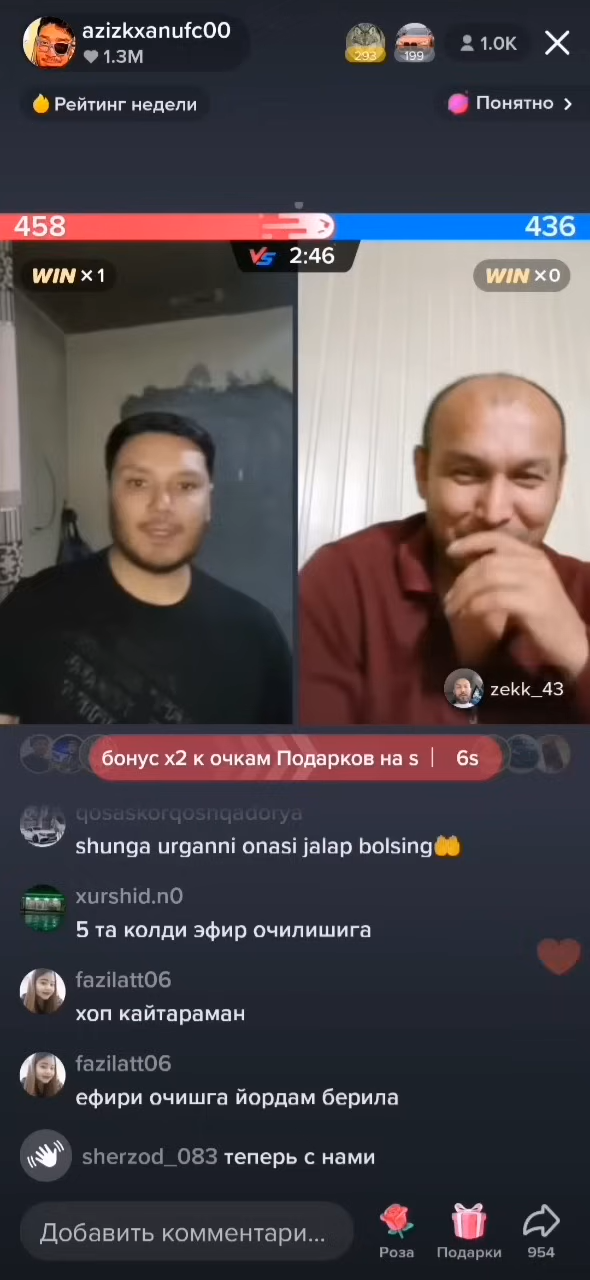 azizkxanufc00
1.3M
293
199
1.0K
Рейтинг недели
Понятно
458
436
VS 2:46
WIN × 1
WIN × 0
zekk_43
бонус x2 к очкам Подарков на s | 6s
qosaskorqoshqadorya
shunga urganni onasi jalap bolsing🤲
xurshid.n0
5 та колди эфир очилишига
fazilatt06
хоп кайтараман
fazilatt06
ефири очишга йордам берила
sherzod_083 теперь с нами
Добавить комментари...
Роза
Подарки
954